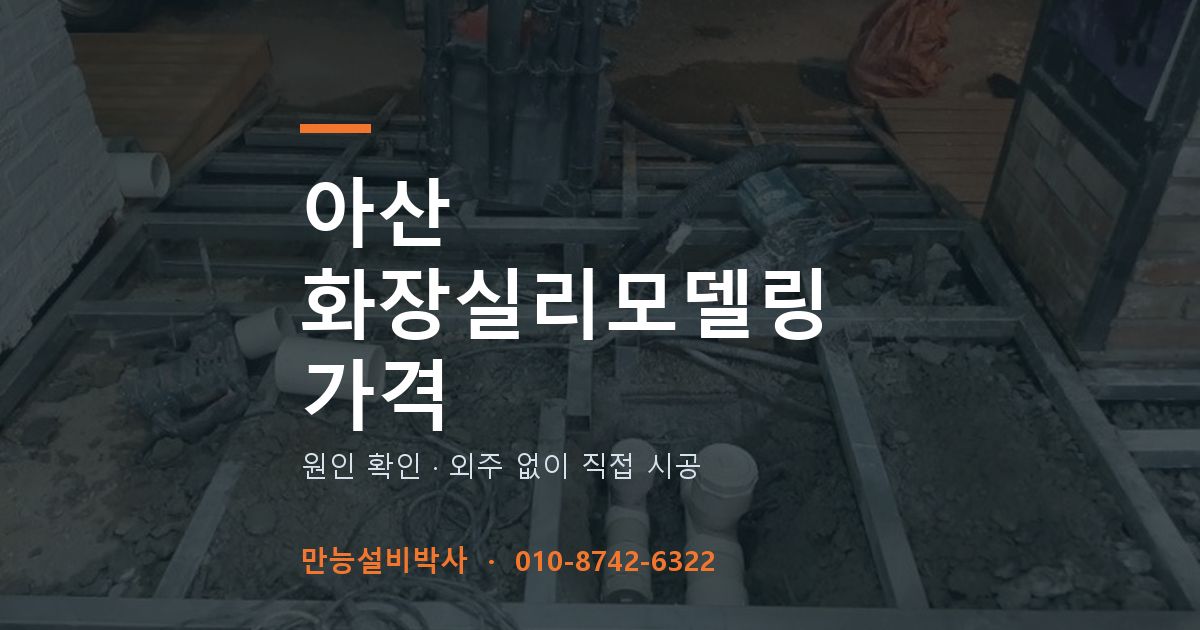 아산
화장실리모델링
가격
원인 확인 · 외주 없이 직접 시공
만능설비박사 · 010-8742-6322